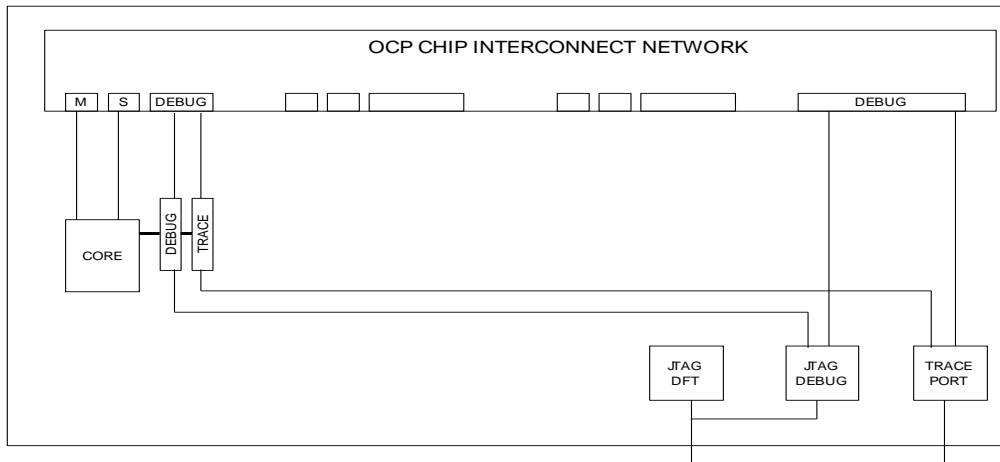 OCP CHIP INTERCONNECT NETWORK
M
S
DEBUG
DEBUG
CORE
DEBUG
TRACE
JTAG
DFT
JTAG
DEBUG
TRACE
PORT